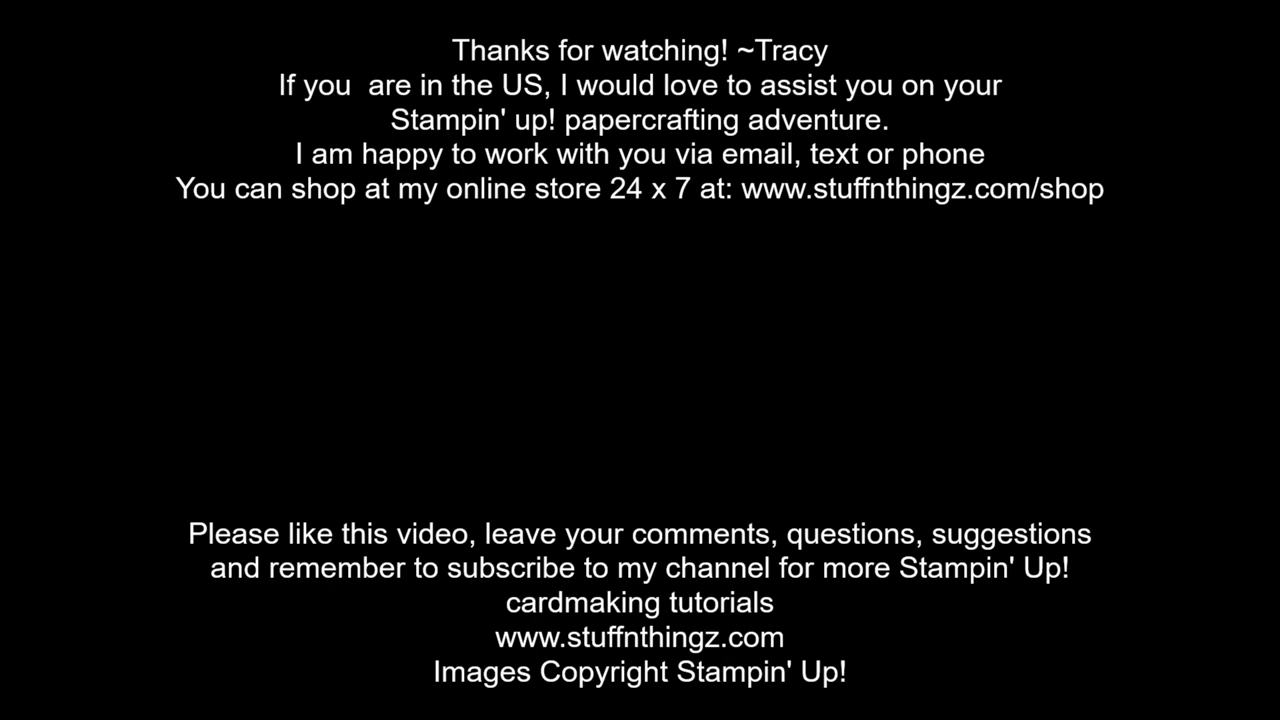 Thanks for watching! ~Tracy
If you  are in the US, I would love to assist you on your
Stampin' up! papercrafting adventure.
I am happy to work with you via email, text or phone
You can shop at my online store 24 x 7 at: www.stuffnthingz.com/shop
Please like this video, leave your comments, questions, suggestions
and remember to subscribe to my channel for more Stampin' Up!
cardmaking tutorials
www.stuffnthingz.com
Images Copyright Stampin' Up!